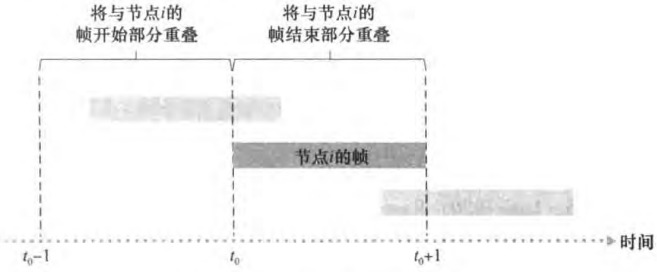 将与节点i的
帧开始部分重叠
将与节点i的
帧结束部分重叠
节点i的帧
时间
t₀−1
t₀
t₀+1